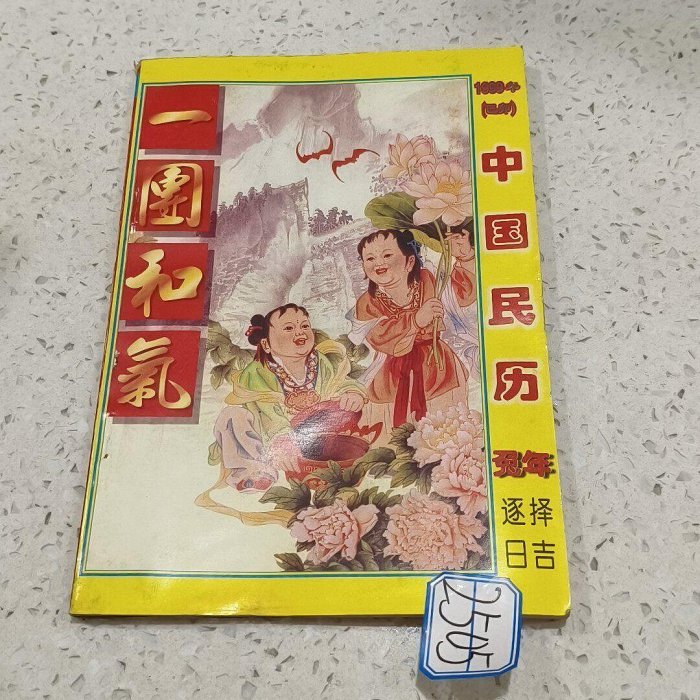 一團和氣
1999年
(己卯)
中国民历
兔年
逐择
日吉
2505